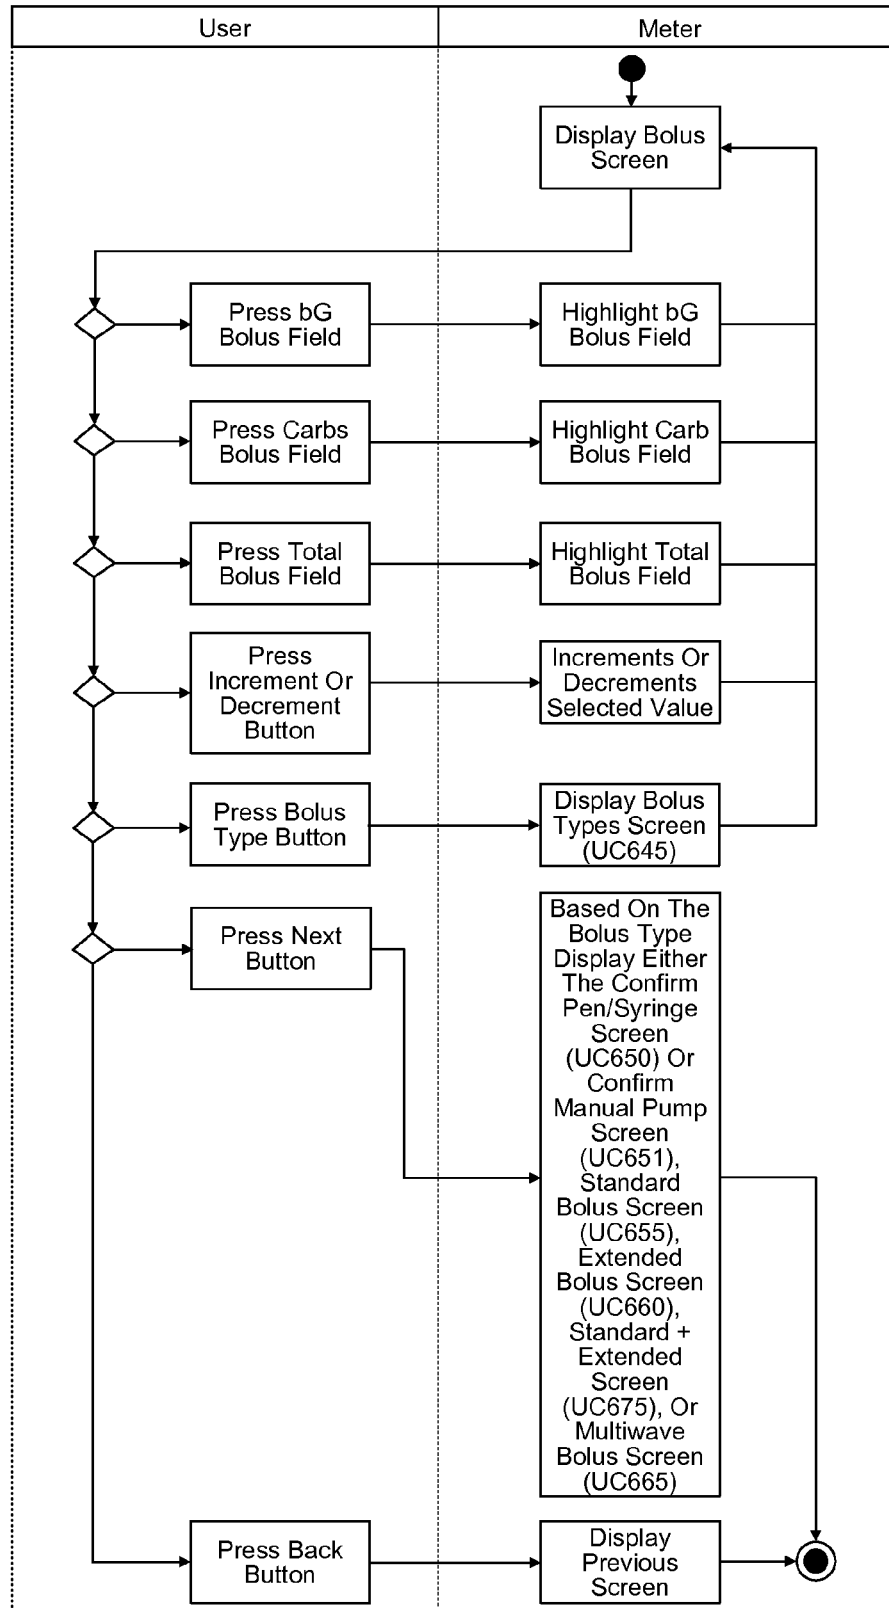 User
Meter
Display Bolus
Screen
Press bG
Bolus Field
Highlight bG
Bolus Field
Press Carbs
Bolus Field
Highlight Carb
Bolus Field
Press Total
Bolus Field
Highlight Total
Bolus Field
Press
Increment Or
Decrement
Button
Increments Or
Decrements
Selected Value
Press Bolus
Type Button
Display Bolus
Types Screen
(UC645)
Press Next
Button
Based On The
Bolus Type
Display Either
The Confirm
Pen/Syringe
Screen
(UC650) Or
Confirm
Manual Pump
Screen
(UC651),
Standard
Bolus Screen
(UC655),
Extended
Bolus Screen
(UC660),
Standard +
Extended
Screen
(UC675), Or
Multiwave
Bolus Screen
(UC665)
Press Back
Button
Display
Previous
Screen